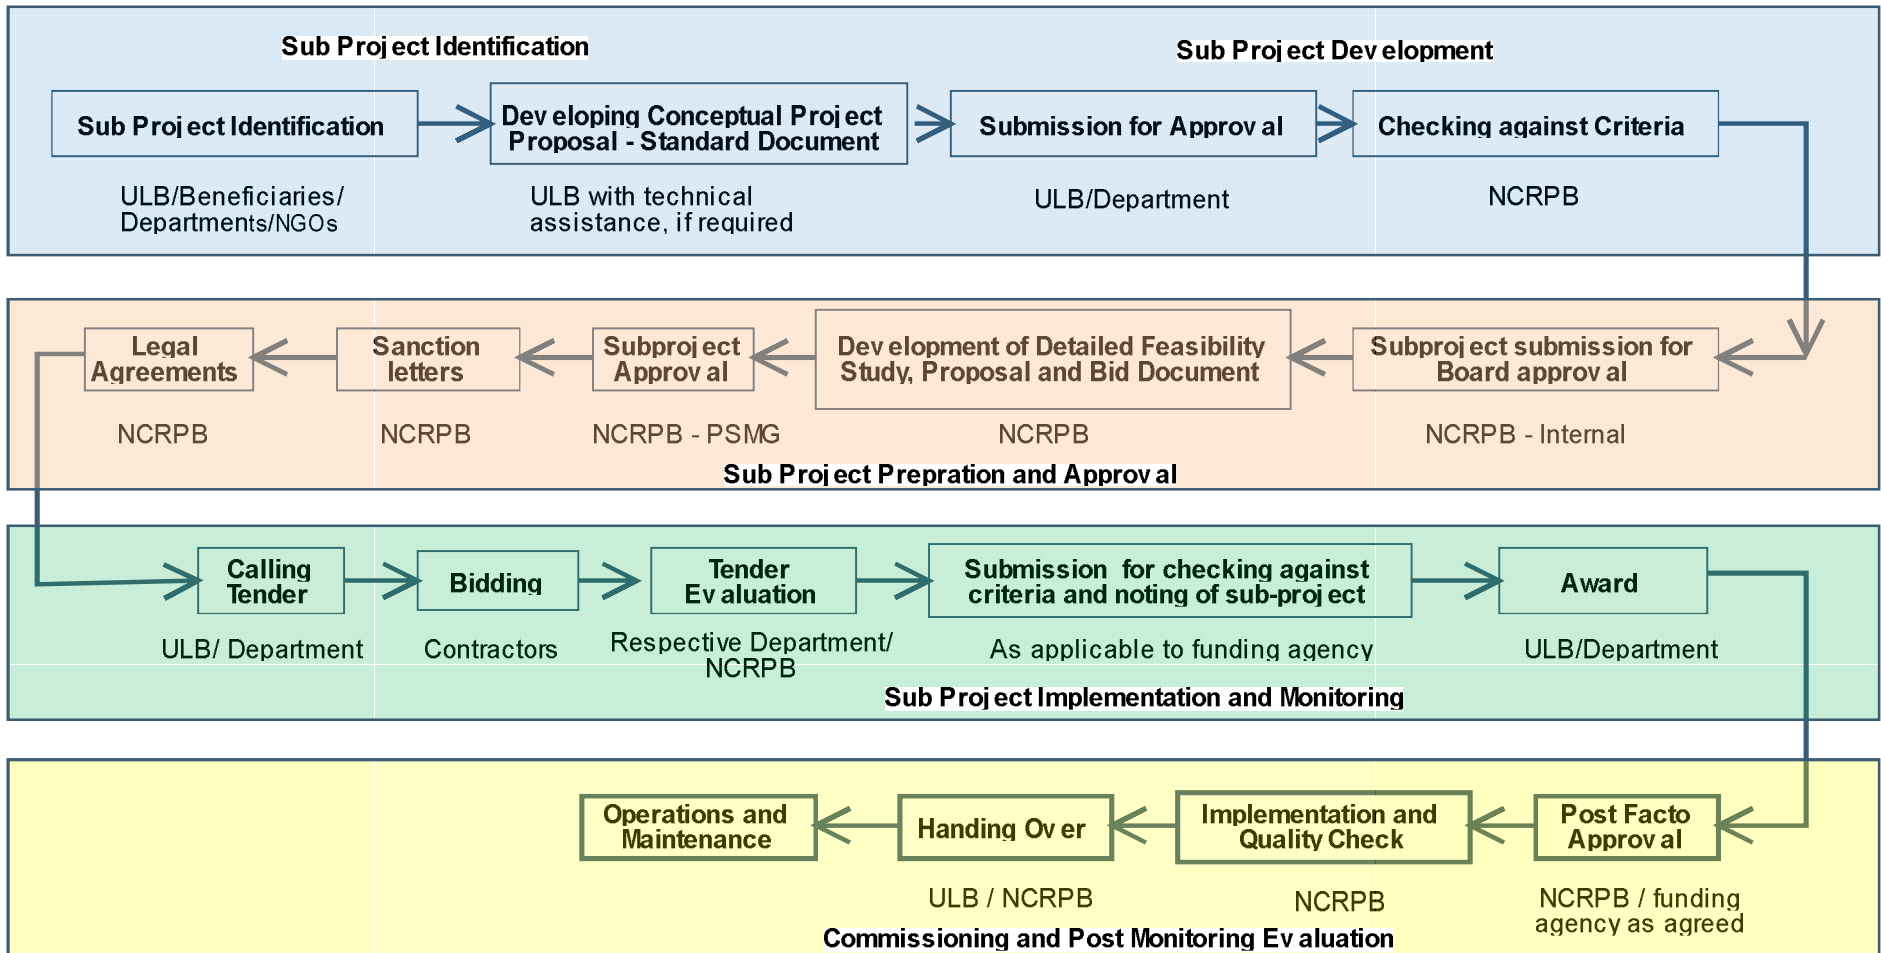 Sub Project Identification
Sub Project Development
Sub Project Identification
Developing Conceptual Project
Proposal - Standard Document
Submission for Approval
Checking against Criteria
ULB/Beneficiaries/
Departments/NGOs
ULB with technical
assistance, if required
ULB/Department
NCRPB
Legal
Agreements
Sanction
letters
Subproject
Approval
Development of Detailed Feasibility
Study, Proposal and Bid Document
Subproject submission for
Board approval
NCRPB
NCRPB
NCRPB - PSMG
NCRPB
NCRPB - Internal
Sub Project Prepration and Approval
Calling
Tender
Bidding
Tender
Evaluation
Submission for checking against
criteria and noting of sub-project
Award
ULB/ Department
Contractors
Respective Department/
NCRPB
As applicable to funding agency
ULB/Department
Sub Project Implementation and Monitoring
Operations and
Maintenance
Handing Over
Implementation and
Quality Check
Post Facto
Approval
ULB / NCRPB
NCRPB
NCRPB / funding
agency as agreed
Commissioning and Post Monitoring Evaluation